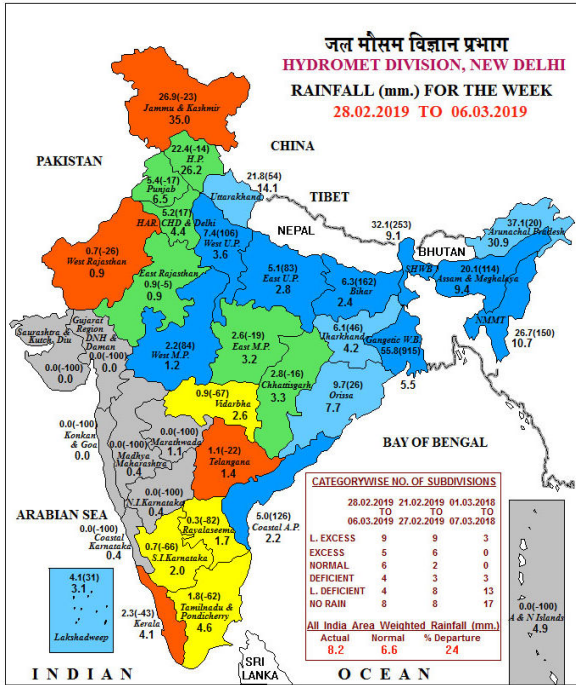 जल मौसम विज्ञान प्रभाग
HYDROMET DIVISION, NEW DELHI
RAINFALL (mm.) FOR THE WEEK
28.02.2019 TO 06.03.2019
26.9(-23)
Jammu & Kashmir
35.0
CHINA
PAKISTAN
22.4(-14)
H.P.
26.2
5.4(-17)
Punjab
6.5
21.8(54)
14.1
Uttarakhand
TIBET
5.2(17)
HAR. CHD & Delhi
4.4
7.4(106)
West U.P.
3.6
NEPAL
32.1(253)
9.1
SHWB
BHUTAN
37.1(20)
Arunachal Pradesh
30.9
0.7(-26)
West Rajasthan
0.9
East Rajasthan
0.9(-5)
0.9
5.1(83)
East U.P.
2.8
6.3(162)
Bihar
2.4
20.1(114)
Assam & Meghalaya
9.4
NMMT
26.7(150)
10.7
Saurashtra &
Kutch, Diu
0.0(-100)
0.0
Gujarat
Region
DNH &
Daman
0.0(-100)
0.0
2.2(84)
West M.P.
1.2
2.6(-19)
East M.P.
3.2
6.1(46)
Jharkhand
4.2
Gangetic W.B.
55.8(915)
5.5
2.8(-16)
Chhattisgarh
3.3
9.7(26)
Orissa
7.7
0.9(-67)
Vidarbha
2.6
0.0(-100)
Konkan
& Goa
0.0
0.0(-100)
Marathwada
1.1
0.0(-100)
Madhya
Maharashtra
0.4
1.1(-22)
Telangana
1.4
BAY OF BENGAL
0.0(-100)
N.I.Karnataka
0.4
ARABIAN SEA
0.0(-100)
Coastal
Karnataka
0.4
0.3(-82)
Rayalaseema
1.7
5.0(126)
Coastal A.P.
2.2
0.7(-66)
S.I.Karnataka
2.0
4.1(31)
3.1
Lakshadweep
2.3(-43)
Kerala
4.1
1.8(-62)
Tamilnadu &
Pondicherry
4.6
0.0(-100)
A & N Islands
4.9
CATEGORYWISE NO. OF SUBDIVISIONS
28.02.2019 21.02.2019 01.03.2018
TO TO TO
06.03.2019 27.02.2019 07.03.2018
L. EXCESS 9 9 3
EXCESS 5 6 0
NORMAL 6 2 0
DEFICIENT 4 3 3
L. DEFICIENT 4 8 13
NO RAIN 8 8 17
All India Area Weighted Rainfall (mm.)
Actual Normal % Departure
8.2 6.6 24
SRI
LANKA
INDIAN OCEAN